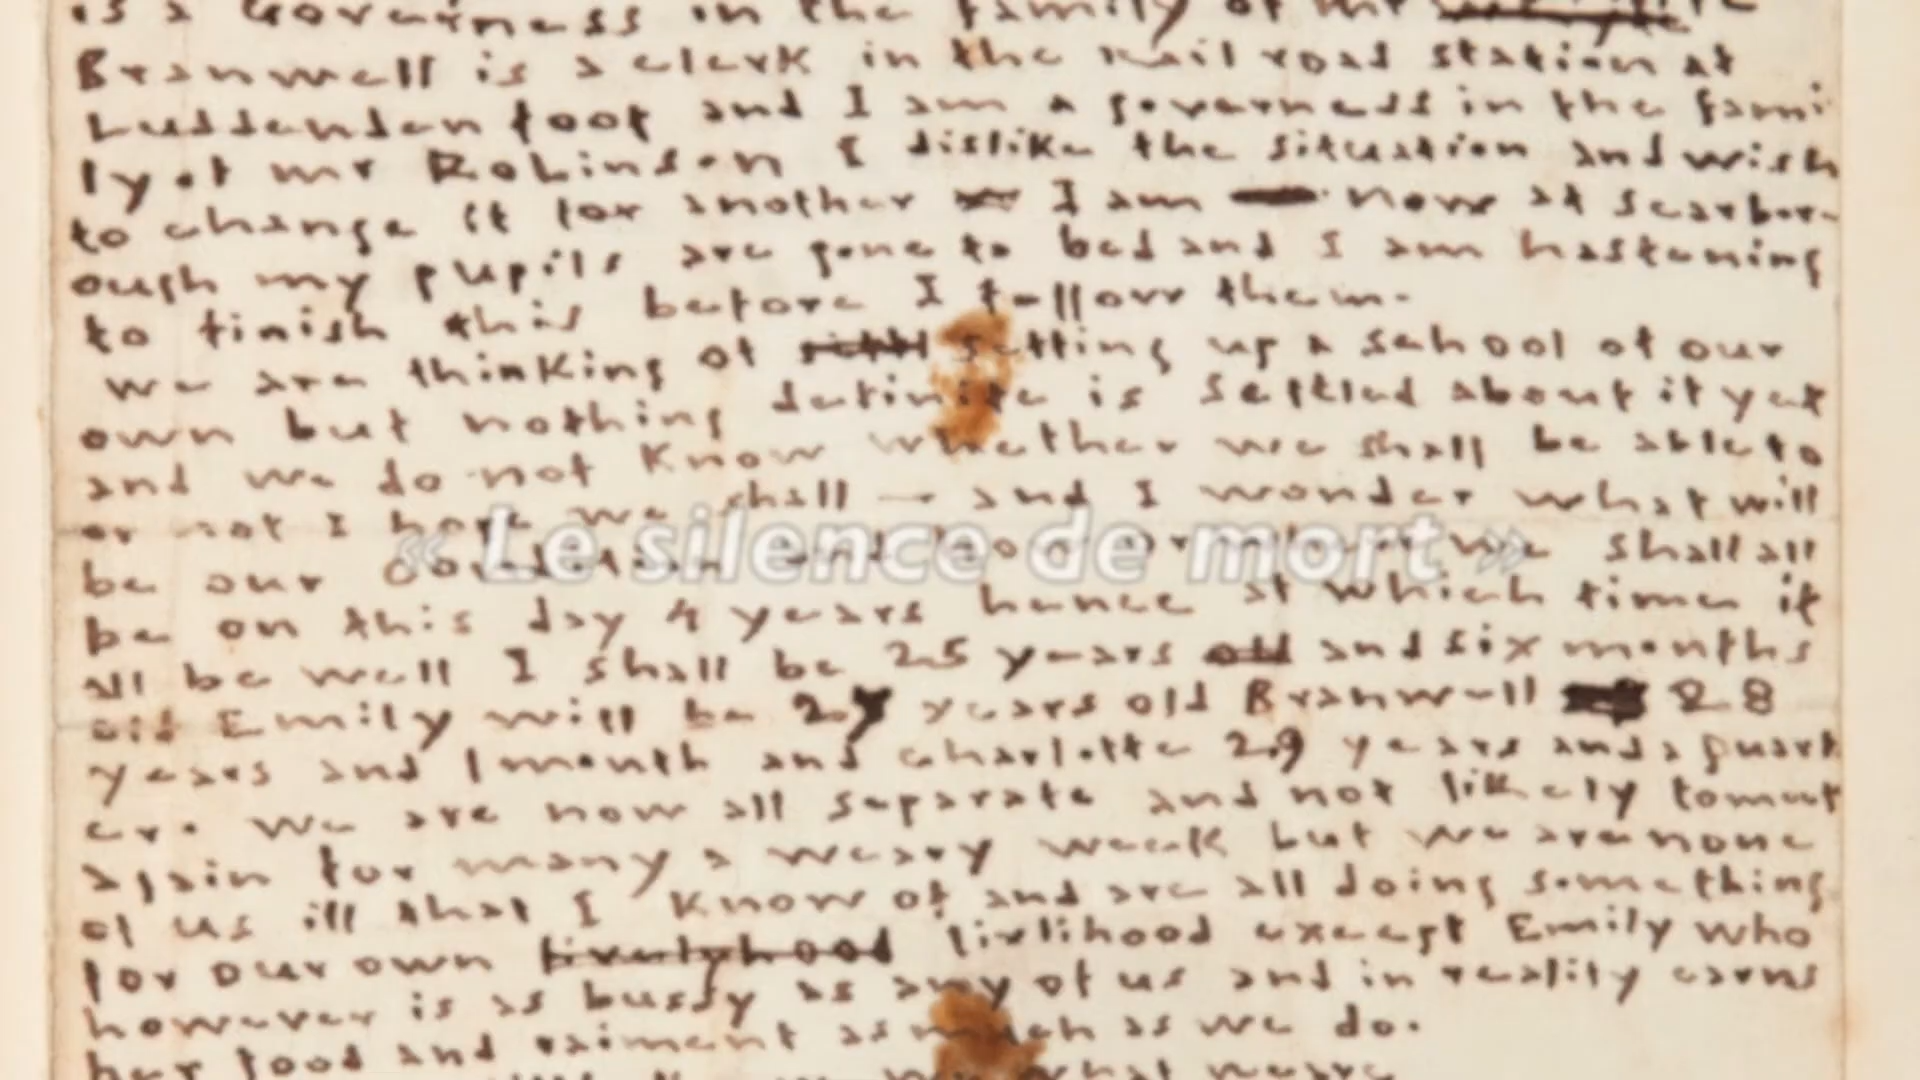 is a Governess in the family of mr
Branwell is a clerk in the rail road station at
Luddenden foot and I am a governess in the fami
ly of mr Robinson I dislike the situation and wish
to change it for another I am now at Scarbor-
ough my pupils are gone to bed and I am hastening
to finish this before I follow them.
we are thinking of setting up a school of our
own but nothing definite is settled about it yet
and we do not know whether we shall be able to
or not I hope we shall — and I wonder what will
« Le silence de mort »
be our condition and how or where we shall all
be on this day 4 years hence at which time if
all be well I shall be 25 years old and six months
old Emily will be 27 years old Branwell 28
years and 1 month and Charlotte 29 years and a quart
er. We are now all separate and not likely to meet
again for many a weary week but we are none
of us ill that I know of and are all doing something
for our own livelyhood livlihood except Emily who
however is as bussy as any of us and in reality earns
her food and raiment as much as we do.
what we are